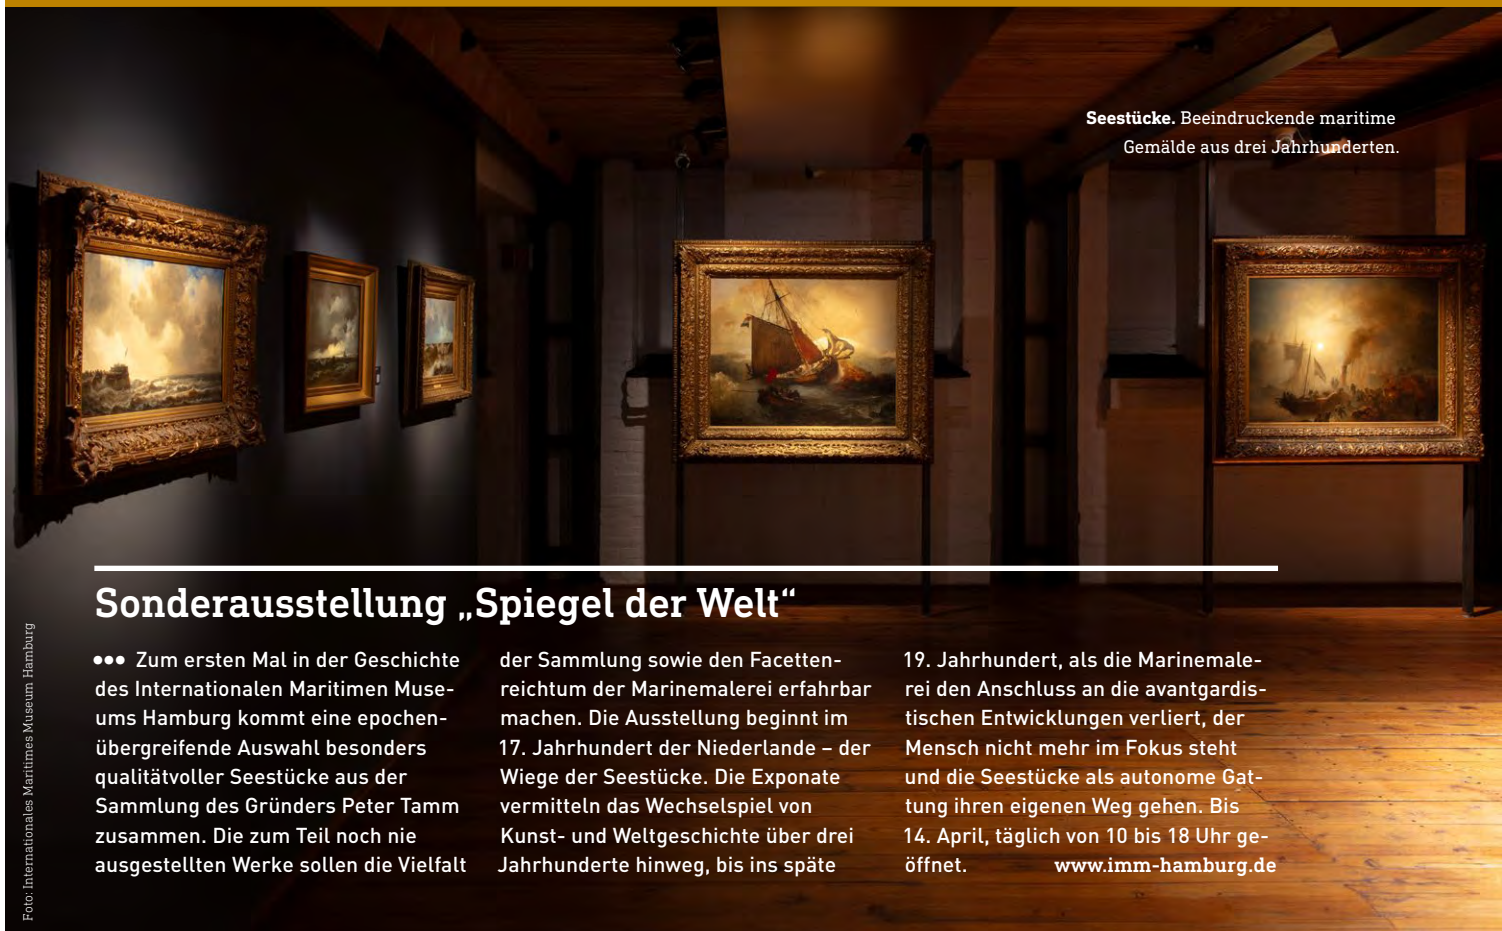 Seestücke. Beeindruckende maritime
Gemälde aus drei Jahrhunderten.
Sonderausstellung „Spiegel der Welt“
••• Zum ersten Mal in der Geschichte
des Internationalen Maritimen Muse-
ums Hamburg kommt eine epochen-
übergreifende Auswahl besonders
qualitätvoller Seestücke aus der
Sammlung des Gründers Peter Tamm
zusammen. Die zum Teil noch nie
ausgestellten Werke sollen die Vielfalt
der Sammlung sowie den Facetten-
reichtum der Marinemalerei erfahrbar
machen. Die Ausstellung beginnt im
17. Jahrhundert der Niederlande – der
Wiege der Seestücke. Die Exponate
vermitteln das Wechselspiel von
Kunst- und Weltgeschichte über drei
Jahrhunderte hinweg, bis ins späte
19. Jahrhundert, als die Marinemale-
rei den Anschluss an die avantgardis-
tischen Entwicklungen verliert, der
Mensch nicht mehr im Fokus steht
und die Seestücke als autonome Gat-
tung ihren eigenen Weg gehen. Bis
14. April, täglich von 10 bis 18 Uhr ge-
öffnet. www.imm-hamburg.de
Foto: Internationales Maritimes Museum Hamburg